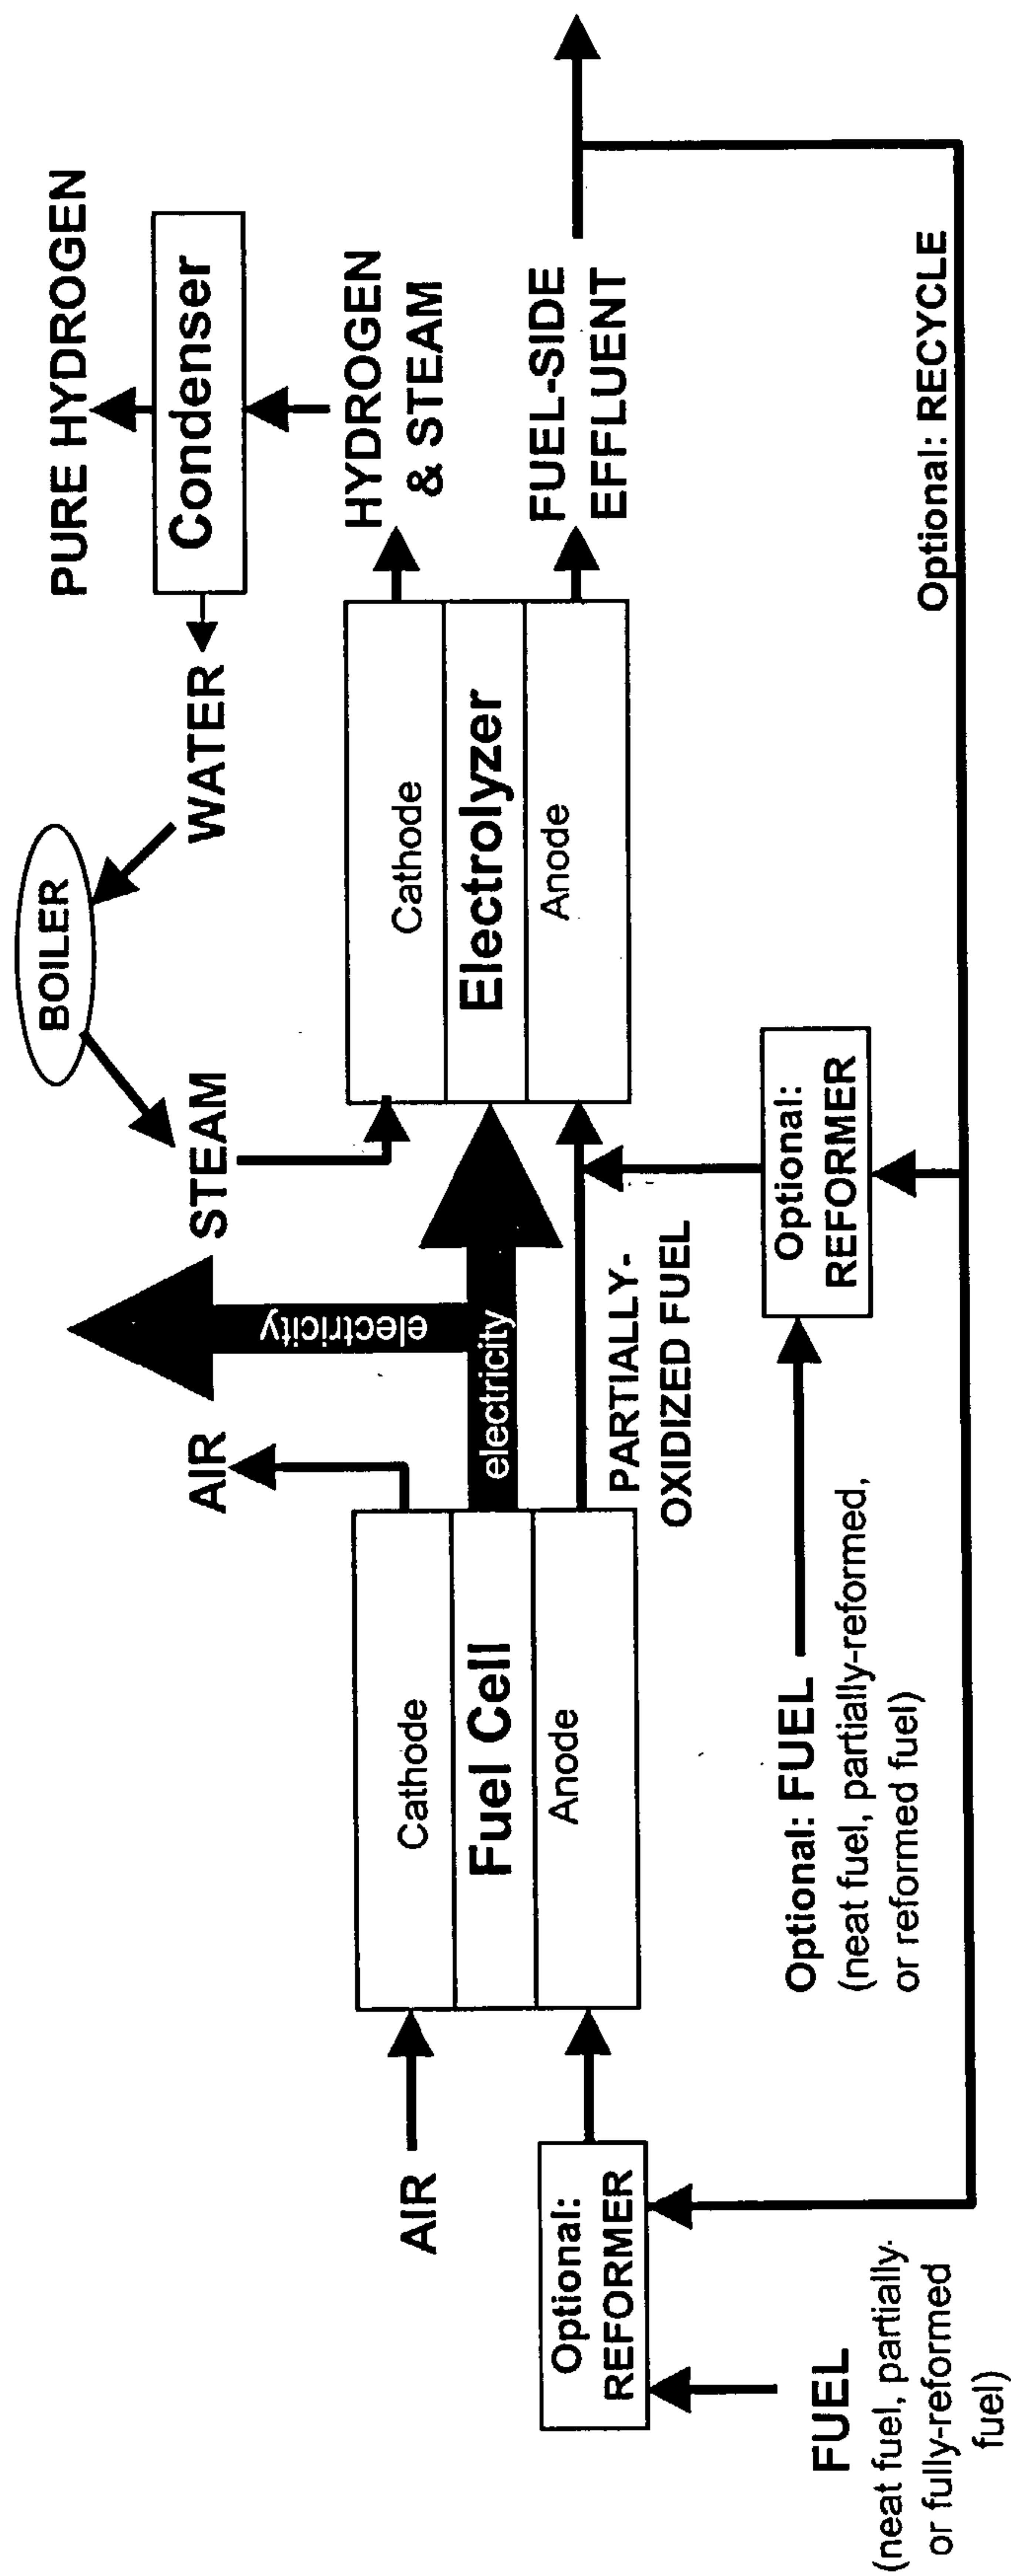 PURE HYDROGEN
Condenser
HYDROGEN
& STEAM
WATER
BOILER
STEAM
AIR
electricity
electricity
Cathode
Electrolyzer
Anode
FUEL-SIDE
EFFLUENT
Cathode
Fuel Cell
Anode
PARTIALLY-
OXIDIZED FUEL
AIR
Optional:
REFORMER
Optional:
REFORMER
Optional: RECYCLE
Optional: FUEL
(neat fuel, partially-reformed,
or reformed fuel)
FUEL
(neat fuel, partially-
or fully-reformed
fuel)